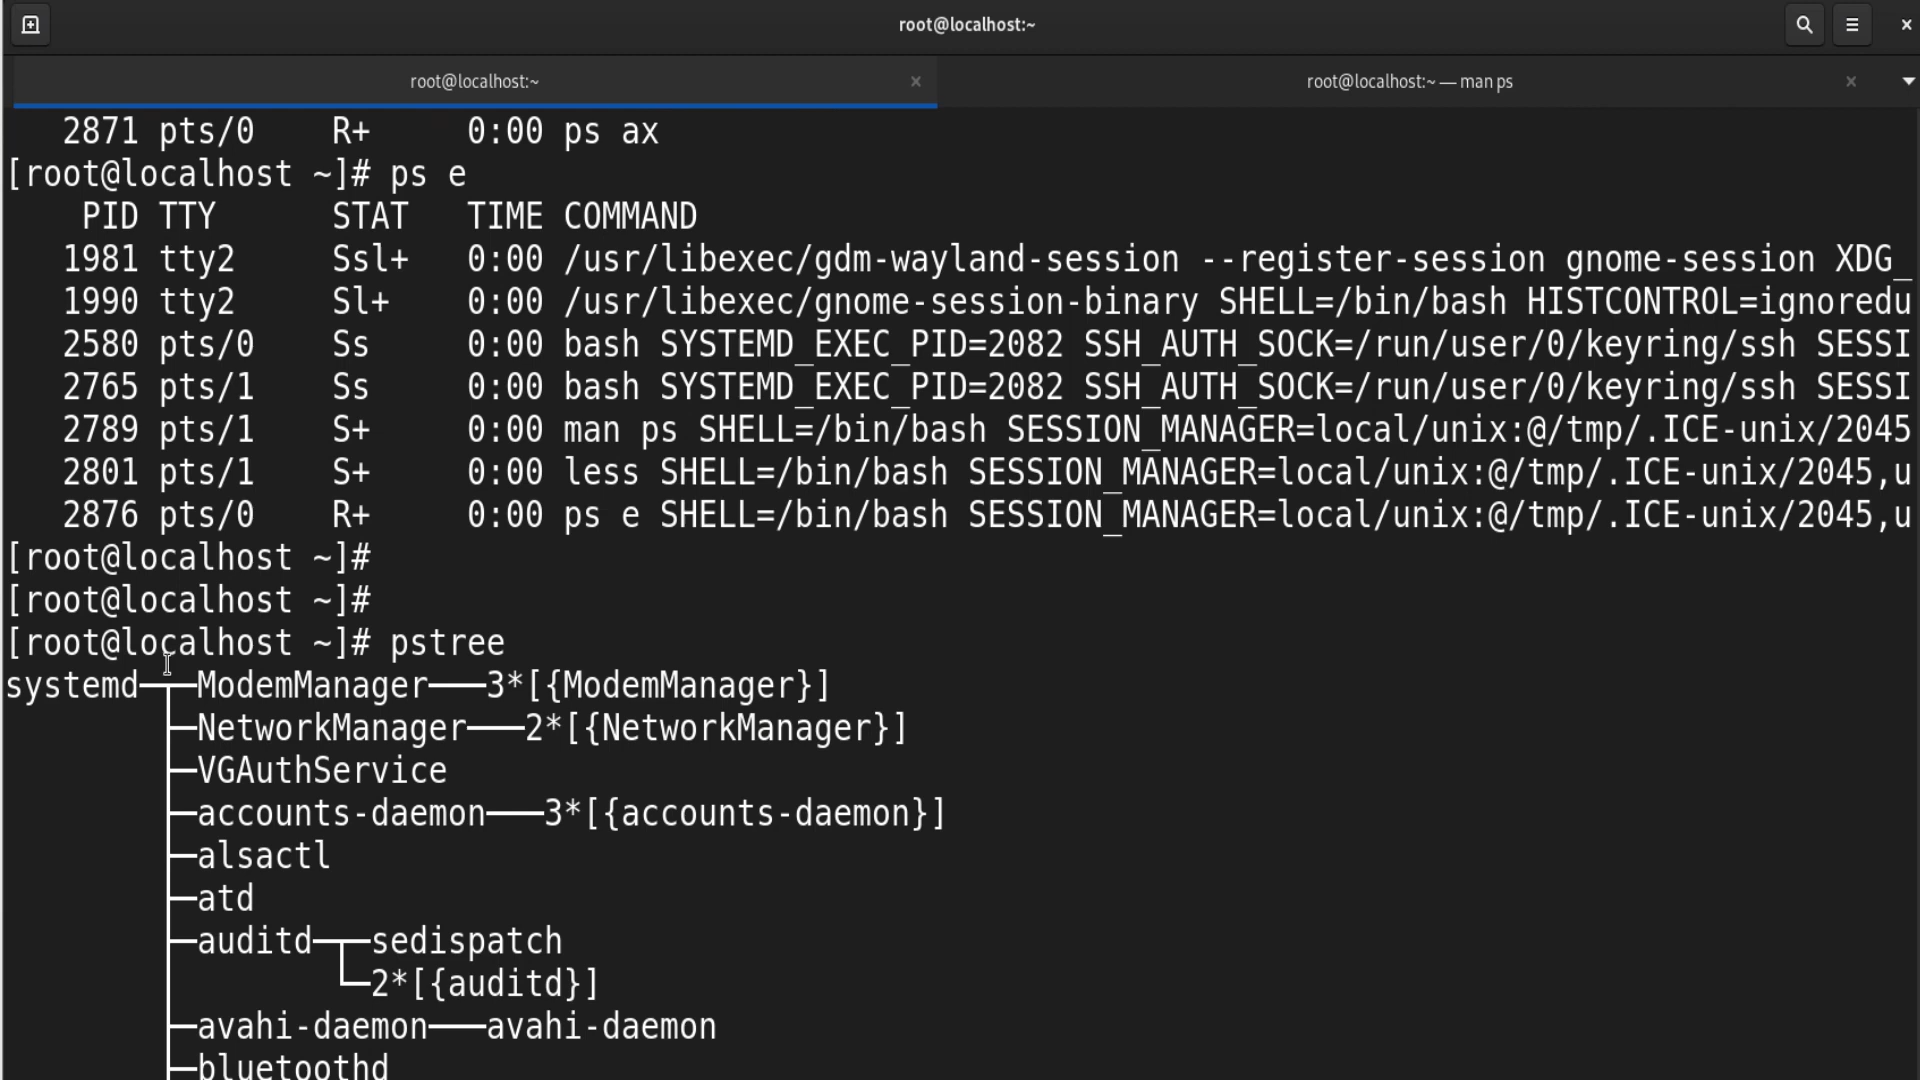 root@localhost:~
root@localhost:~
root@localhost:~ — man ps
   2871 pts/0    R+     0:00 ps ax
[root@localhost ~]# ps e
    PID TTY      STAT   TIME COMMAND
   1981 tty2     Ssl+   0:00 /usr/libexec/gdm-wayland-session --register-session gnome-session XDG_
   1990 tty2     Sl+    0:00 /usr/libexec/gnome-session-binary SHELL=/bin/bash HISTCONTROL=ignoredu
   2580 pts/0    Ss     0:00 bash SYSTEMD_EXEC_PID=2082 SSH_AUTH_SOCK=/run/user/0/keyring/ssh SESSI
   2765 pts/1    Ss     0:00 bash SYSTEMD_EXEC_PID=2082 SSH_AUTH_SOCK=/run/user/0/keyring/ssh SESSI
   2789 pts/1    S+     0:00 man ps SHELL=/bin/bash SESSION_MANAGER=local/unix:@/tmp/.ICE-unix/2045
   2801 pts/1    S+     0:00 less SHELL=/bin/bash SESSION_MANAGER=local/unix:@/tmp/.ICE-unix/2045,u
   2876 pts/0    R+     0:00 ps e SHELL=/bin/bash SESSION_MANAGER=local/unix:@/tmp/.ICE-unix/2045,u
[root@localhost ~]#
[root@localhost ~]#
[root@localhost ~]# pstree
systemd─┬─ModemManager───3*[{ModemManager}]
        ├─NetworkManager───2*[{NetworkManager}]
        ├─VGAuthService
        ├─accounts-daemon───3*[{accounts-daemon}]
        ├─alsactl
        ├─atd
        ├─auditd─┬─sedispatch
        │        └─2*[{auditd}]
        ├─avahi-daemon───avahi-daemon
        ├─bluetoothd